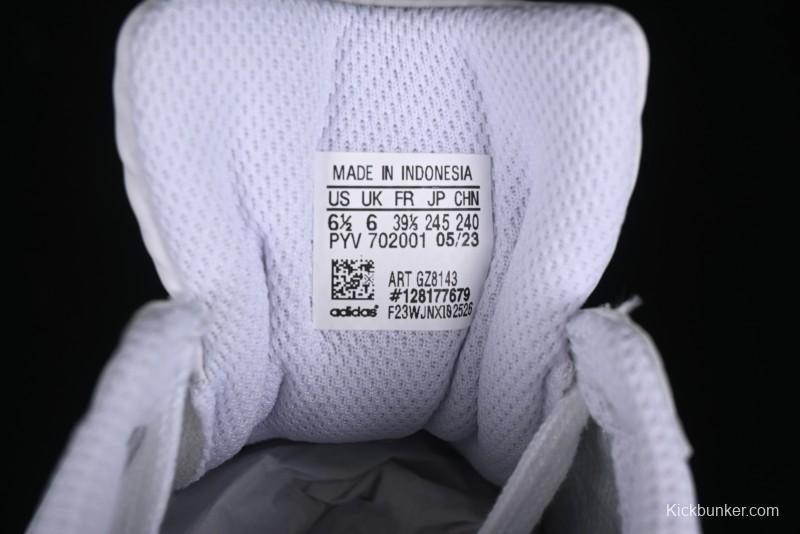 MADE IN INDONESIA
US UK FR JP CHN
6½ 6 39⅓ 245 240
PYV 702001 05/23
ART GZ8143
#128177679
adidas®
Kickbunker.com